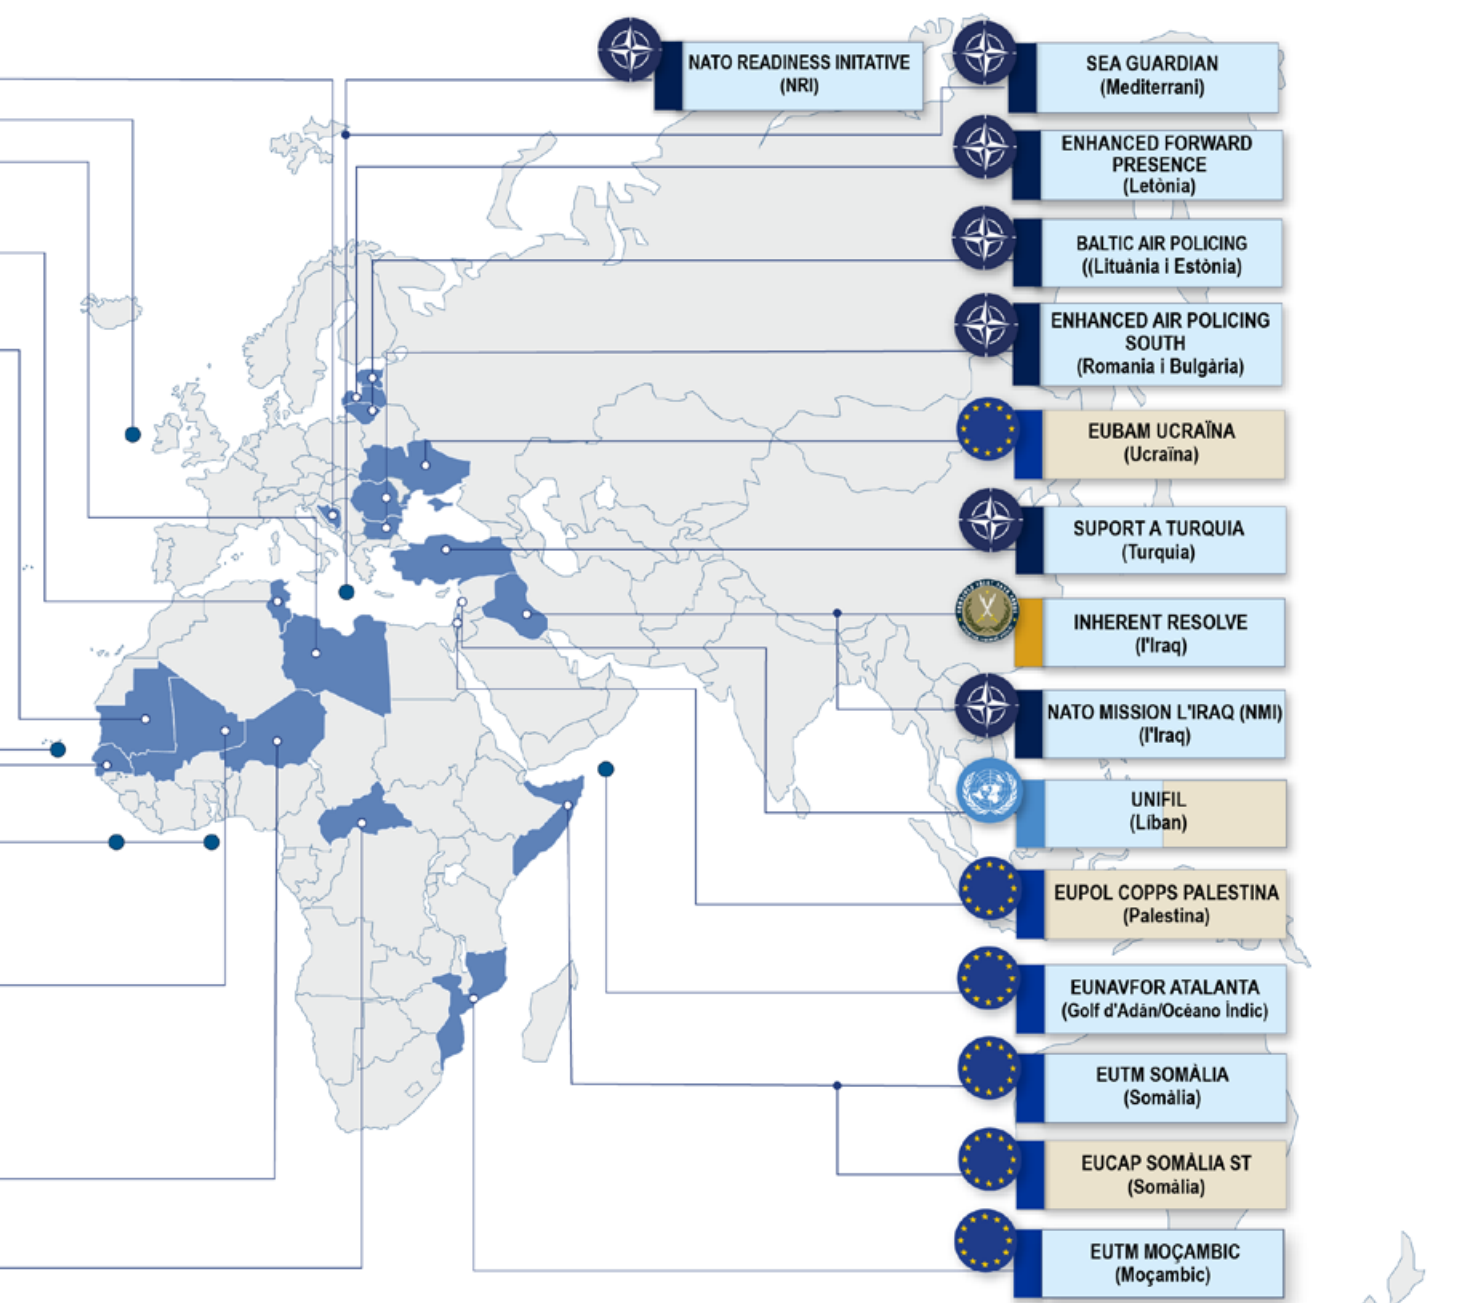 NATO READINESS INITATIVE
(NRI)
SEA GUARDIAN
(Mediterrani)
ENHANCED FORWARD
PRESENCE
(Letònia)
BALTIC AIR POLICING
((Lituània i Estònia)
ENHANCED AIR POLICING
SOUTH
(Romania i Bulgària)
EUBAM UCRAÏNA
(Ucraïna)
SUPORT A TURQUIA
(Turquia)
INHERENT RESOLVE
(l'Iraq)
NATO MISSION L'IRAQ (NMI)
(l'Iraq)
UNIFIL
(Líban)
EUPOL COPPS PALESTINA
(Palestina)
EUNAVFOR ATALANTA
(Golf d'Adán/Océano Índic)
EUTM SOMÀLIA
(Somàlia)
EUCAP SOMÀLIA ST
(Somàlia)
EUTM MOÇAMBIC
(Moçambic)